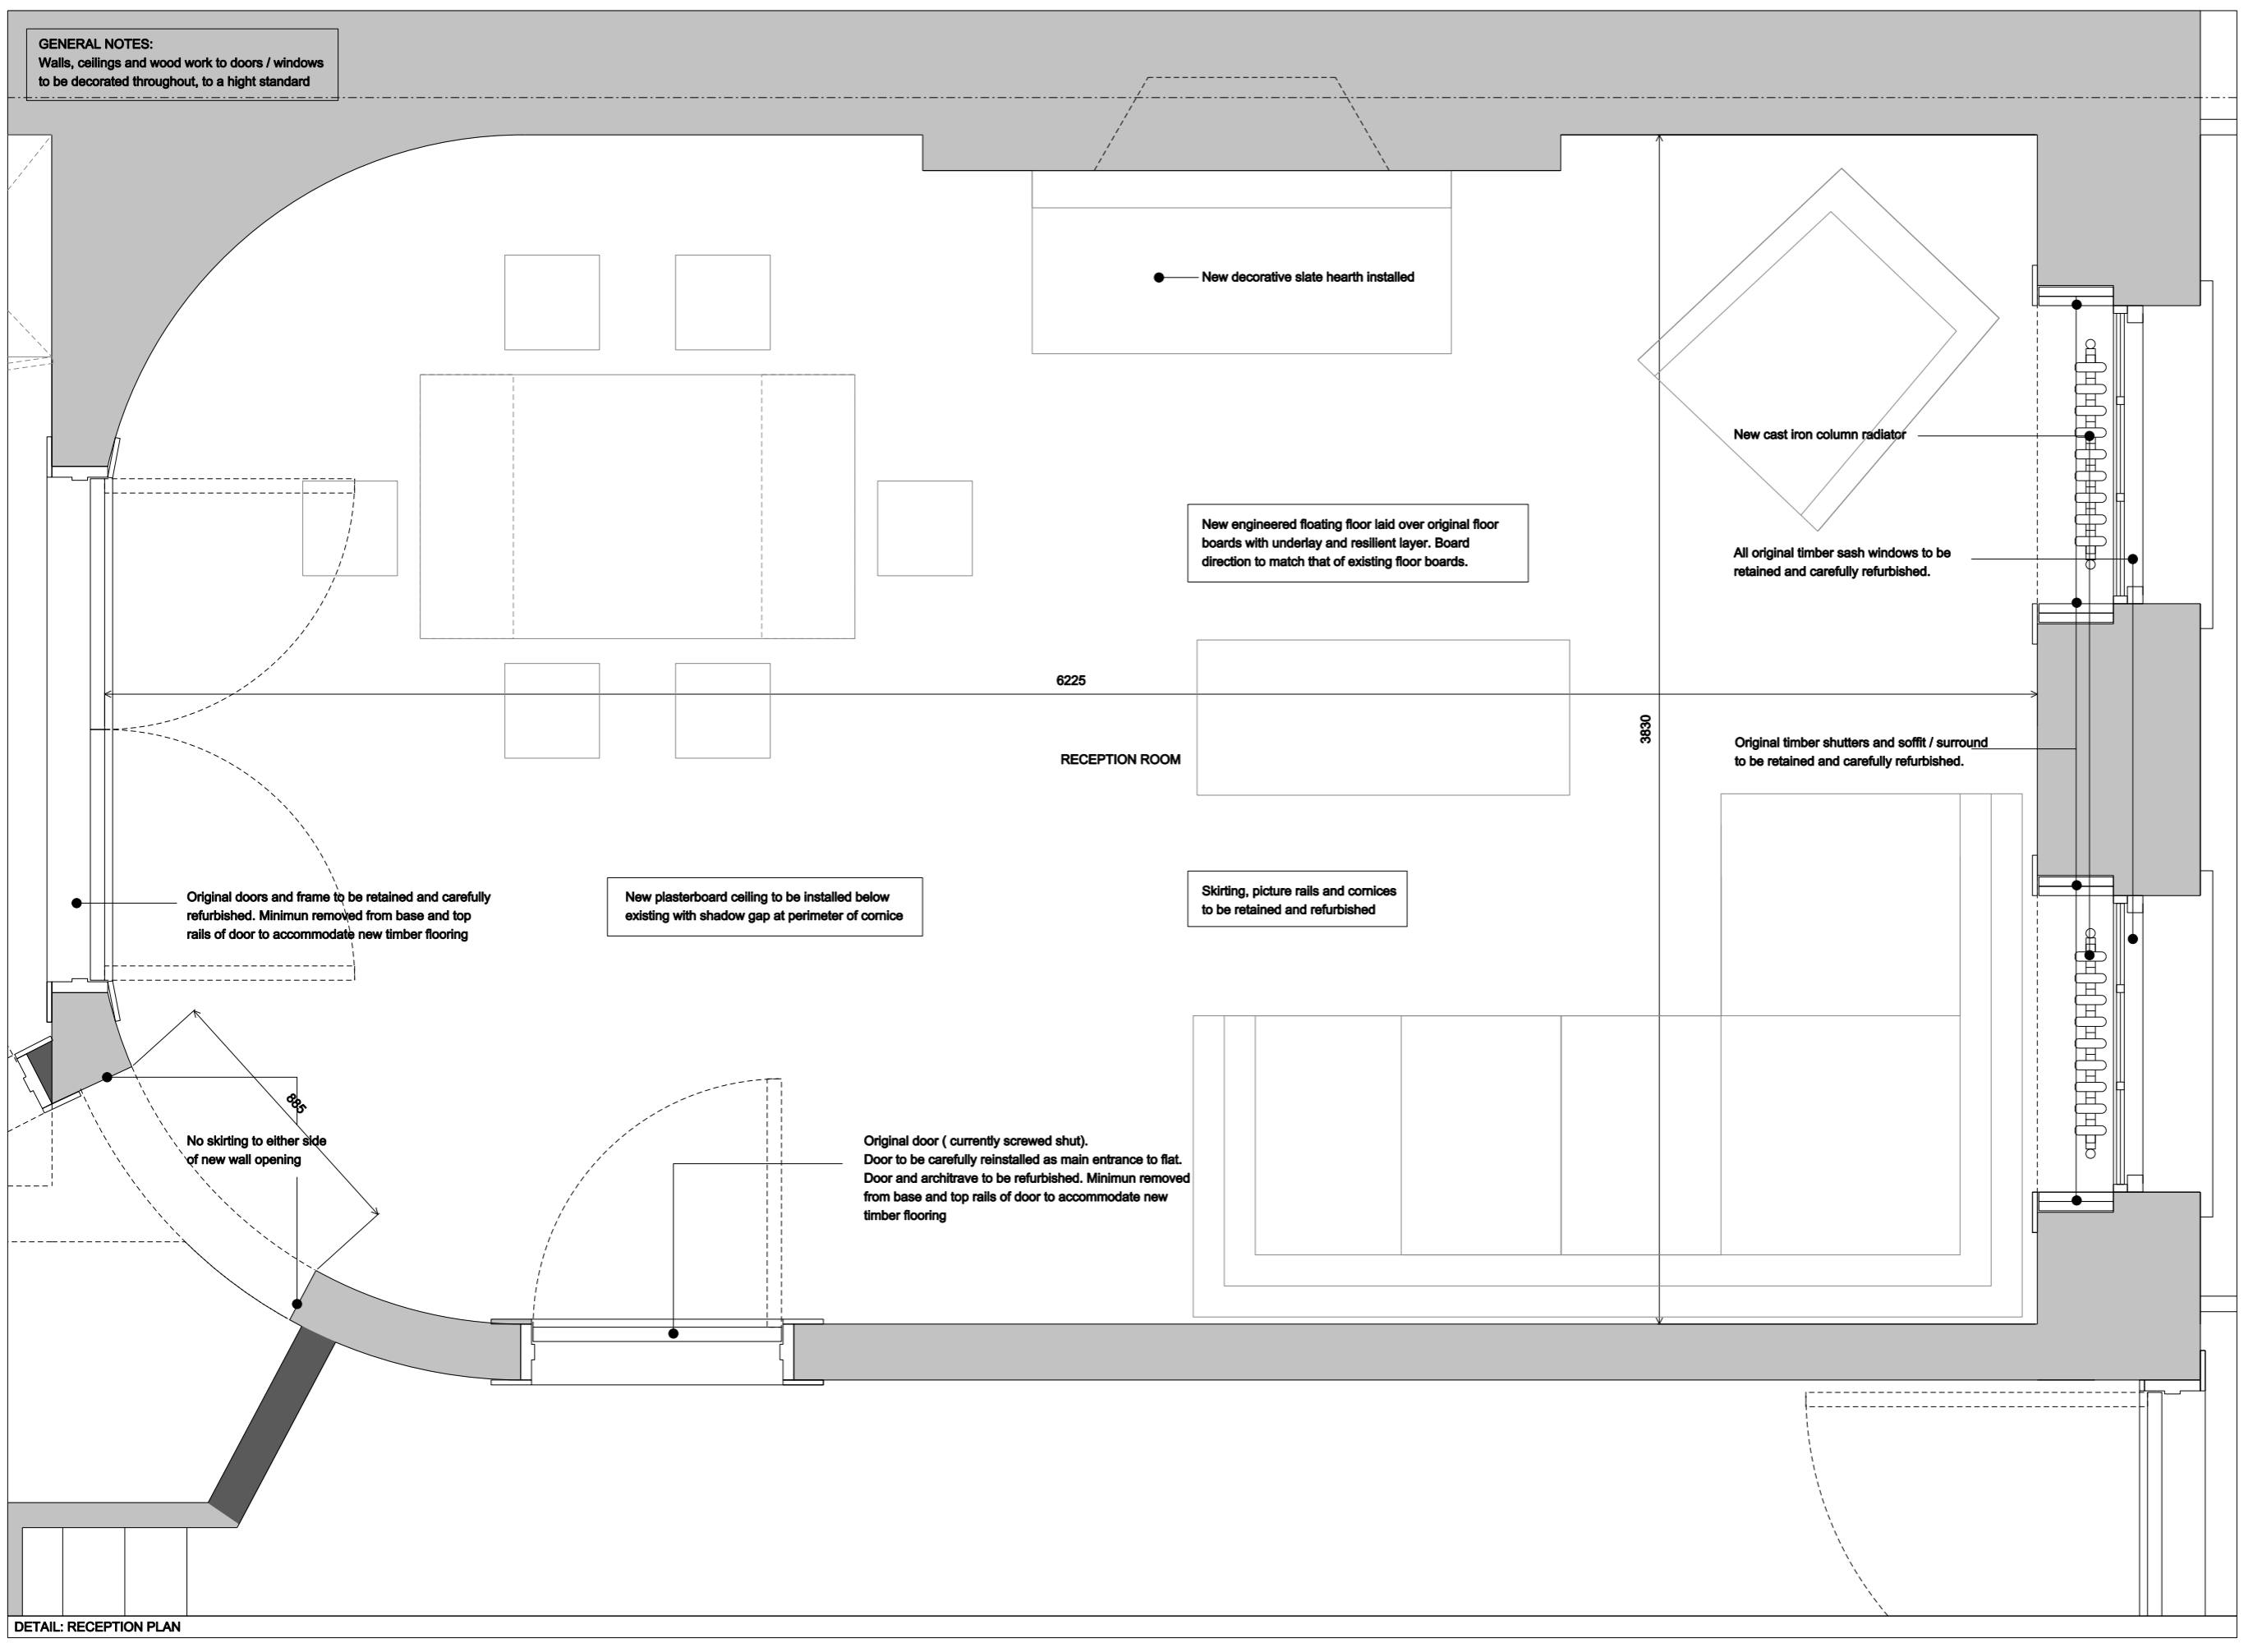 GENERAL NOTES:
Walls, ceilings and wood work to doors / windows
to be decorated throughout, to a hight standard
New decorative slate hearth installed
New cast iron column radiator
New engineered floating floor laid over original floor
boards with underlay and resilient layer. Board
direction to match that of existing floor boards.
All original timber sash windows to be
retained and carefully refurbished.
6225
3830
RECEPTION ROOM
Original timber shutters and soffit / surround
to be retained and carefully refurbished.
Original doors and frame to be retained and carefully
refurbished. Minimun removed from base and top
rails of door to accommodate new timber flooring
New plasterboard ceiling to be installed below
existing with shadow gap at perimeter of cornice
Skirting, picture rails and cornices
to be retained and refurbished
885
No skirting to either side
of new wall opening
Original door ( currently screwed shut).
Door to be carefully reinstalled as main entrance to flat.
Door and architrave to be refurbished. Minimun removed
from base and top rails of door to accommodate new
timber flooring
DETAIL: RECEPTION PLAN